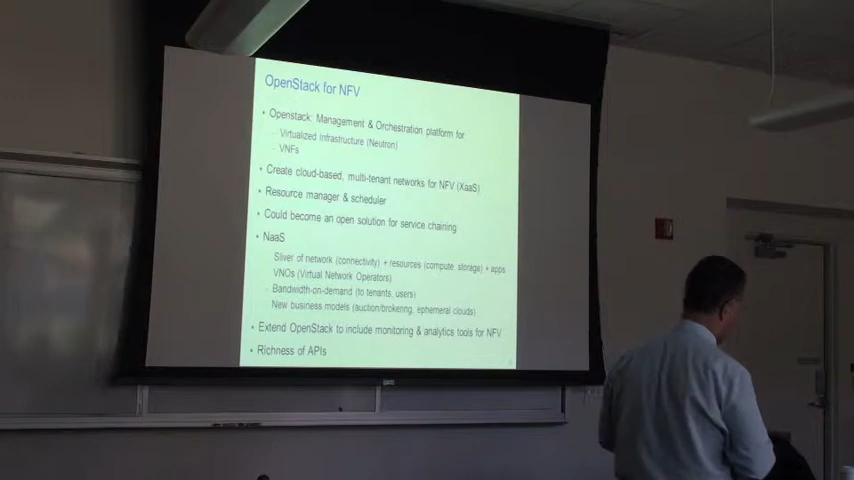 OpenStack for NFV
• Openstack: Management & Orchestration platform for
- Virtualized Infrastructure (Neutron)
- VNFs
• Create cloud-based, multi-tenant networks for NFV (XaaS)
• Resource manager & scheduler
• Could become an open solution for service chaining
• NaaS
Sliver of network (connectivity) + resources (compute, storage) + apps
VNOs (Virtual Network Operators)
- Bandwidth-on-demand (to tenants, users)
New business models (auction/brokering, ephemeral clouds)
• Extend OpenStack to include monitoring & analytics tools for NFV
• Richness of APIs